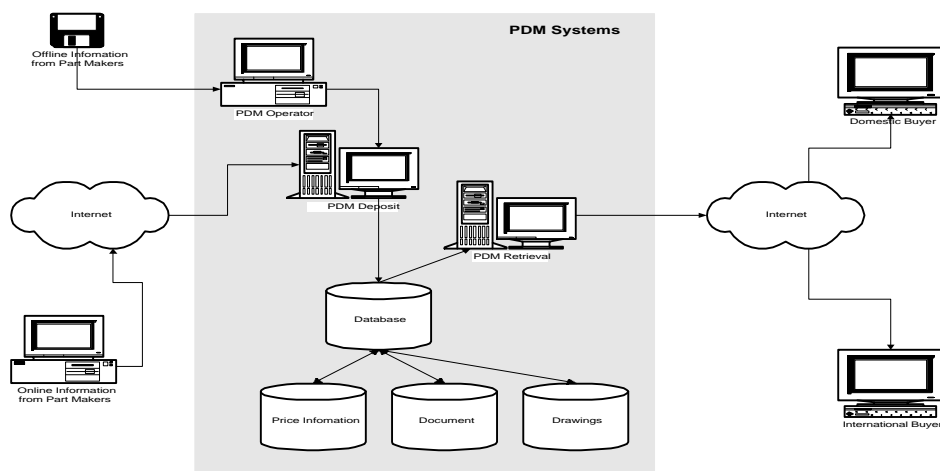 PDM Systems
Offline Infomation
from Part Makers
PDM Operator
Domestic Buyer
PDM Deposit
Internet
Internet
PDM Retrieval
Database
Online Information
from Part Makers
Price Infomation
Document
Drawings
International Buyer